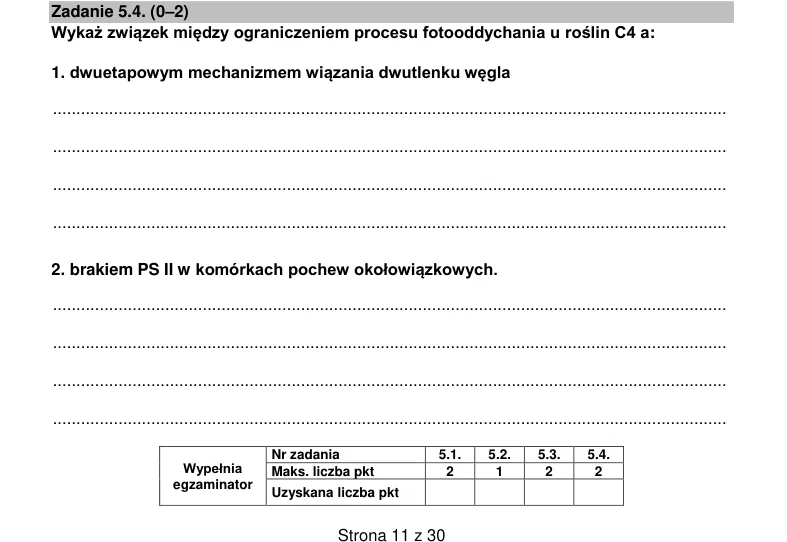 Zadanie 5.4. (0–2)
Wykaż związek między ograniczeniem procesu fotooddychania u roślin C4 a:
1. dwuetapowym mechanizmem wiązania dwutlenku węgla
....................................................................................................................................................
....................................................................................................................................................
....................................................................................................................................................
....................................................................................................................................................
2. brakiem PS II w komórkach pochew okołowiązkowych.
....................................................................................................................................................
....................................................................................................................................................
....................................................................................................................................................
....................................................................................................................................................
Wypełnia egzaminator
Nr zadania 5.1. 5.2. 5.3. 5.4.
Maks. liczba pkt 2 1 2 2
Uzyskana liczba pkt
Strona 11 z 30